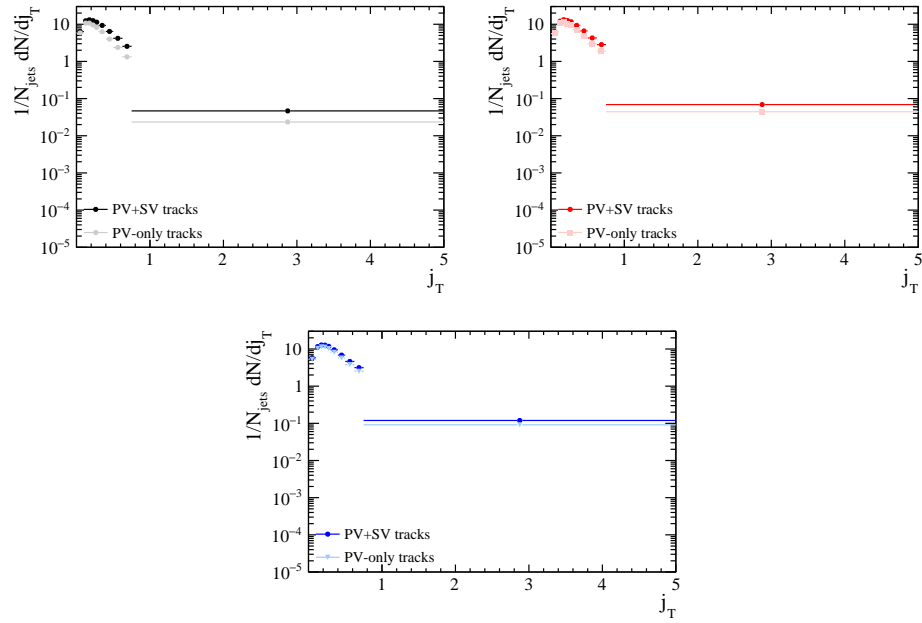 1/N_jets dN/dj_T
10
1
10^-1
10^-2
10^-3
10^-4
10^-5
PV+SV tracks
PV-only tracks
1 2 3 4 5
j_T
1/N_jets dN/dj_T
10
1
10^-1
10^-2
10^-3
10^-4
10^-5
PV+SV tracks
PV-only tracks
1 2 3 4 5
j_T
1/N_jets dN/dj_T
10
1
10^-1
10^-2
10^-3
10^-4
10^-5
PV+SV tracks
PV-only tracks
1 2 3 4 5
j_T